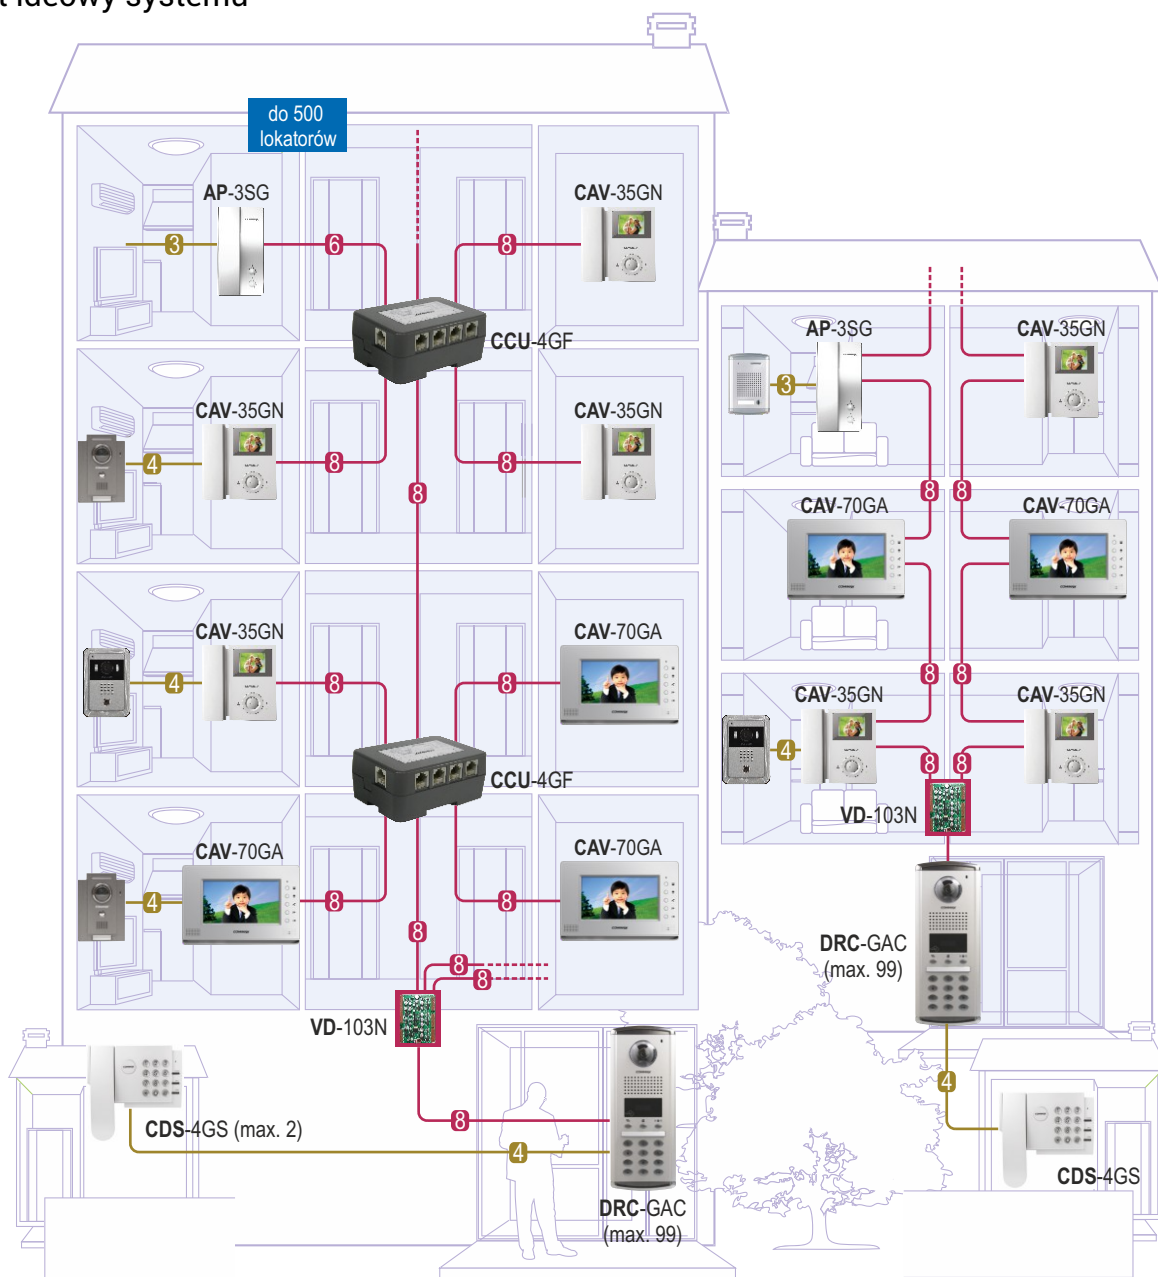 ideowy systemu
do 500
lokatorów
AP-3SG
CAV-35GN
3
6
8
CCU-4GF
AP-3SG
CAV-35GN
3
CAV-35GN
CAV-35GN
4
8
8
8
8
8
CAV-70GA
CAV-70GA
CAV-35GN
CAV-70GA
4
8
8
8
8
CAV-35GN
CAV-35GN
4
8
8
CCU-4GF
VD-103N
CAV-70GA
CAV-70GA
4
8
8
8
8
8
DRC-GAC
(max. 99)
VD-103N
4
CDS-4GS (max. 2)
8
4
CDS-4GS
DRC-GAC
(max. 99)